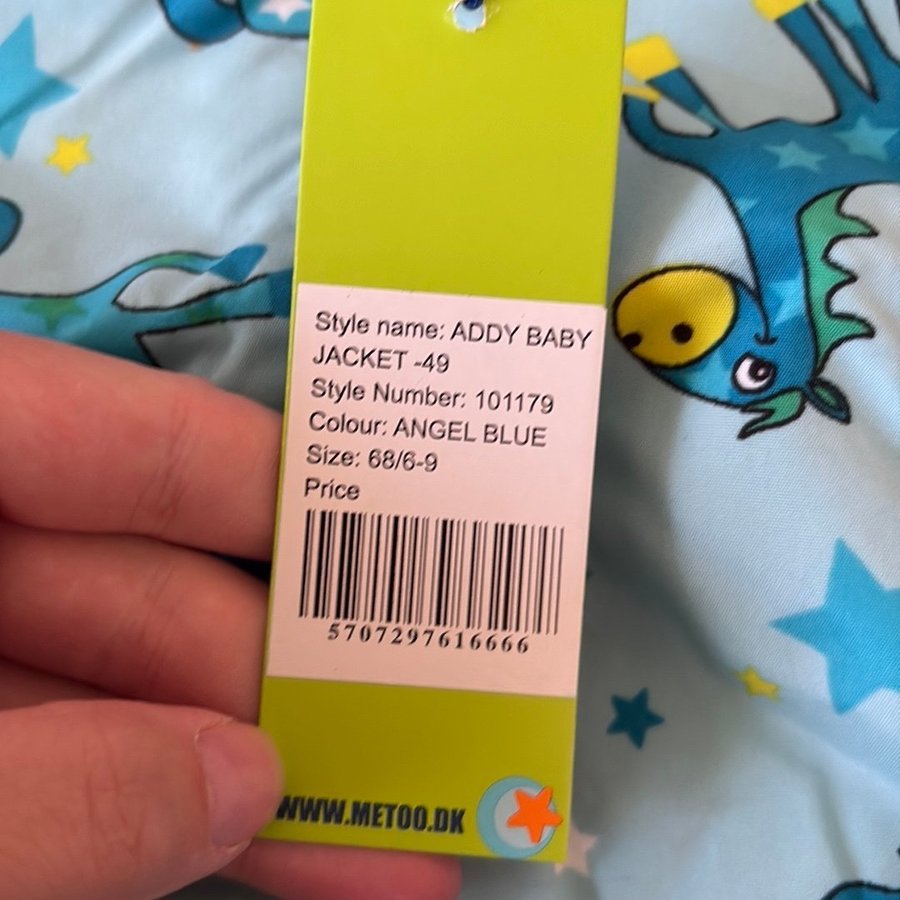 Style name: ADDY BABY
JACKET -49
Style Number: 101179
Colour: ANGEL BLUE
Size: 68/6-9
Price
5707297616666
WWW.METOO.DK